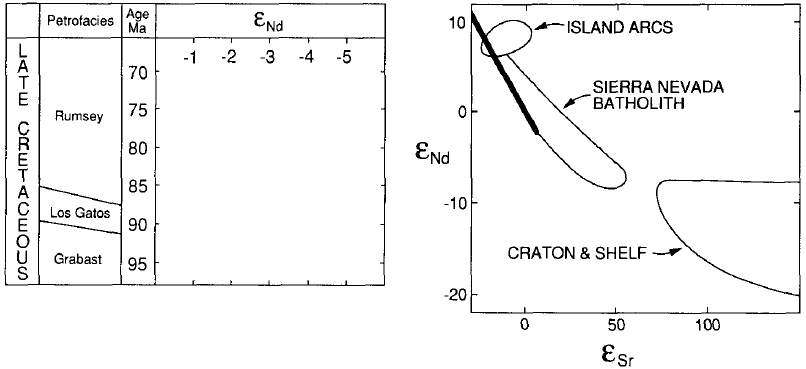 Petrofacies
Age
Ma
εNd
-1 -2 -3 -4 -5
LATE CRETACEOUS
70
75
Rumsey
80
85
Los Gatos
90
Grabast
95
10
ISLAND ARCS
SIERRA NEVADA
BATHOLITH
0
εNd
-10
CRATON & SHELF
-20
0 50 100
εSr